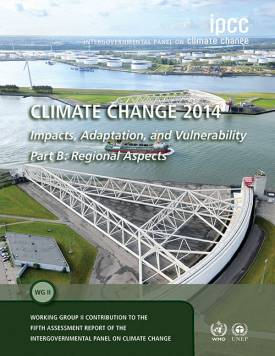 ipcc
INTERGOVERNMENTAL PANEL ON climate change
CLIMATE CHANGE 2014
Impacts, Adaptation, and Vulnerability
Part B: Regional Aspects
WG II
WORKING GROUP II CONTRIBUTION TO THE
FIFTH ASSESSMENT REPORT OF THE
INTERGOVERNMENTAL PANEL ON CLIMATE CHANGE
WMO UNEP